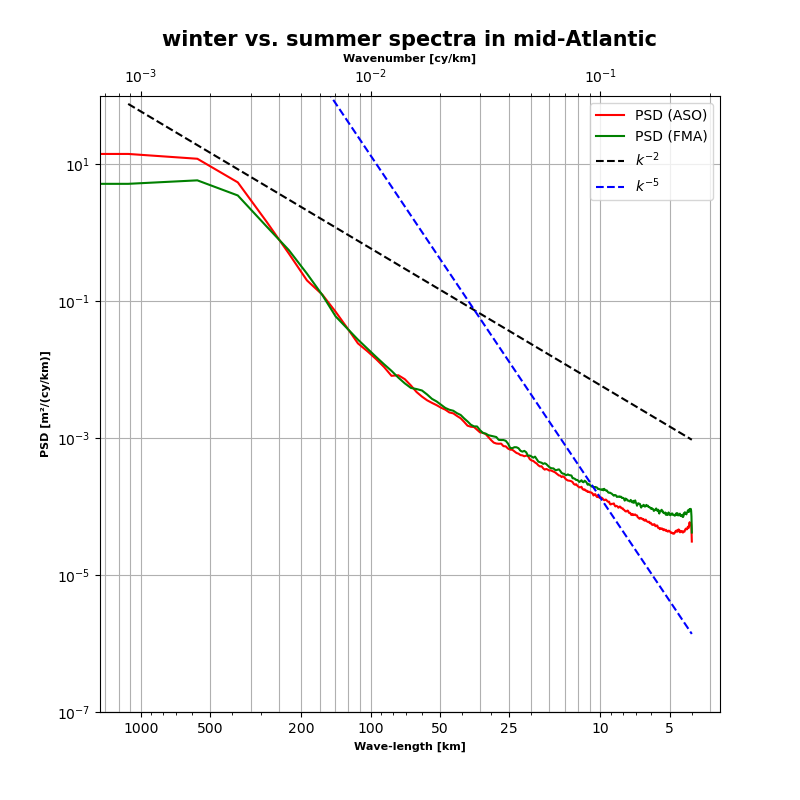 winter vs. summer spectra in mid-Atlantic
Wavenumber [cy/km]
10⁻³ 10⁻² 10⁻¹
PSD (ASO)
PSD (FMA)
k⁻²
k⁻⁵
PSD [m²/(cy/km)]
10¹
10⁻¹
10⁻³
10⁻⁵
10⁻⁷
1000 500 200 100 50 25 10 5
Wave-length [km]